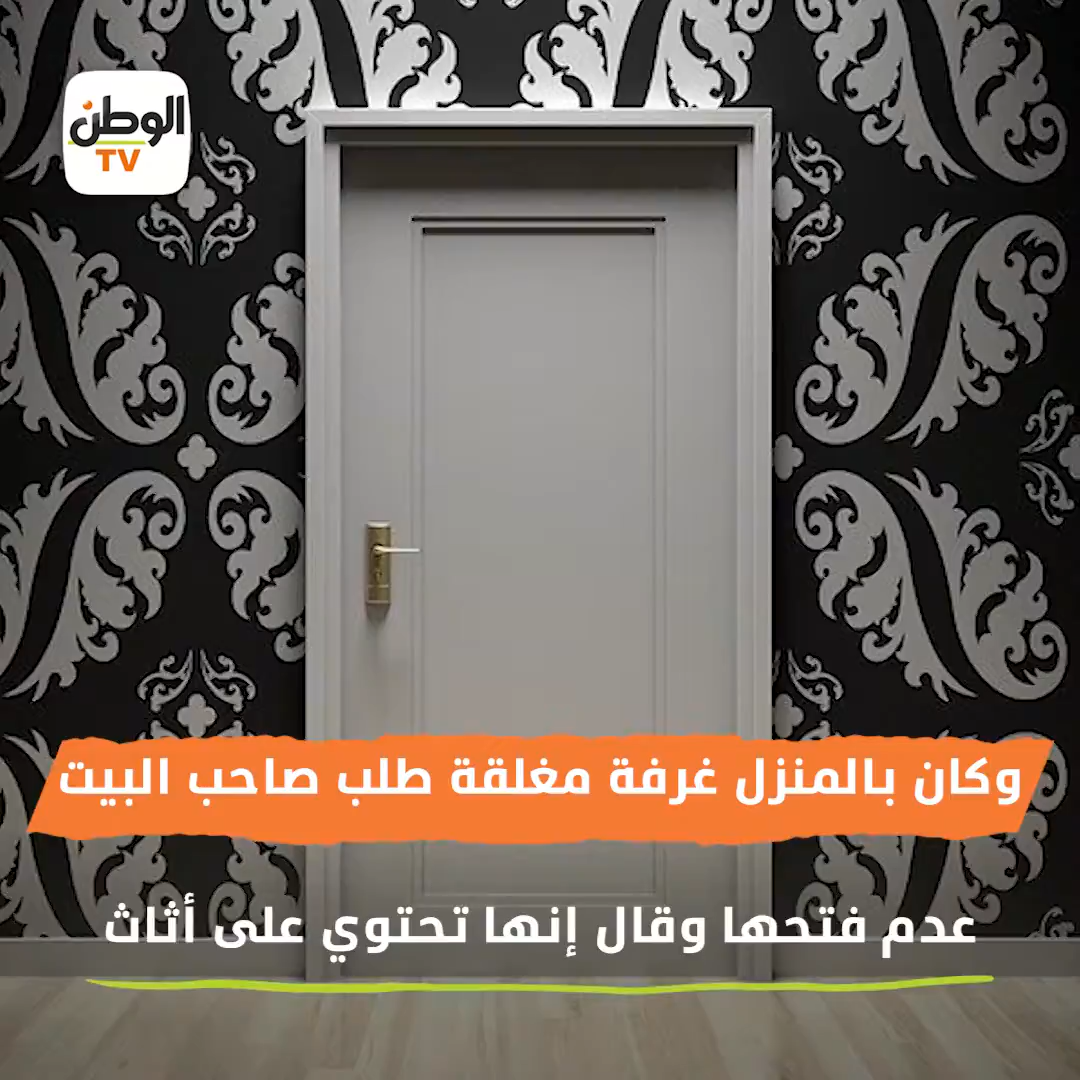 الوطن
TV
وكان بالمنزل غرفة مغلقة طلب صاحب البيت
عدم فتحها وقال إنها تحتوي على أثاث